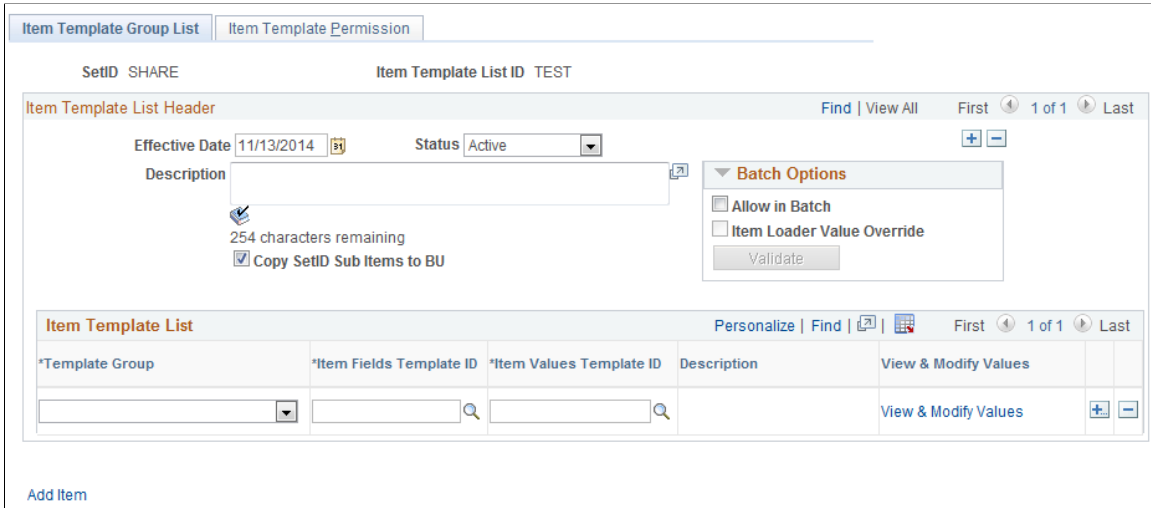 Item Template Group List Item Template Permission
SetID SHARE Item Template List ID TEST
Item Template List Header Find | View All First 1 of 1 Last
Effective Date 11/13/2014 31 Status Active
Description
Batch Options
Allow in Batch
254 characters remaining
Item Loader Value Override
Copy SetID Sub Items to BU
Validate
Item Template List Personalize | Find | | First 1 of 1 Last
*Template Group *Item Fields Template ID *Item Values Template ID Description View & Modify Values
View & Modify Values
Add Item